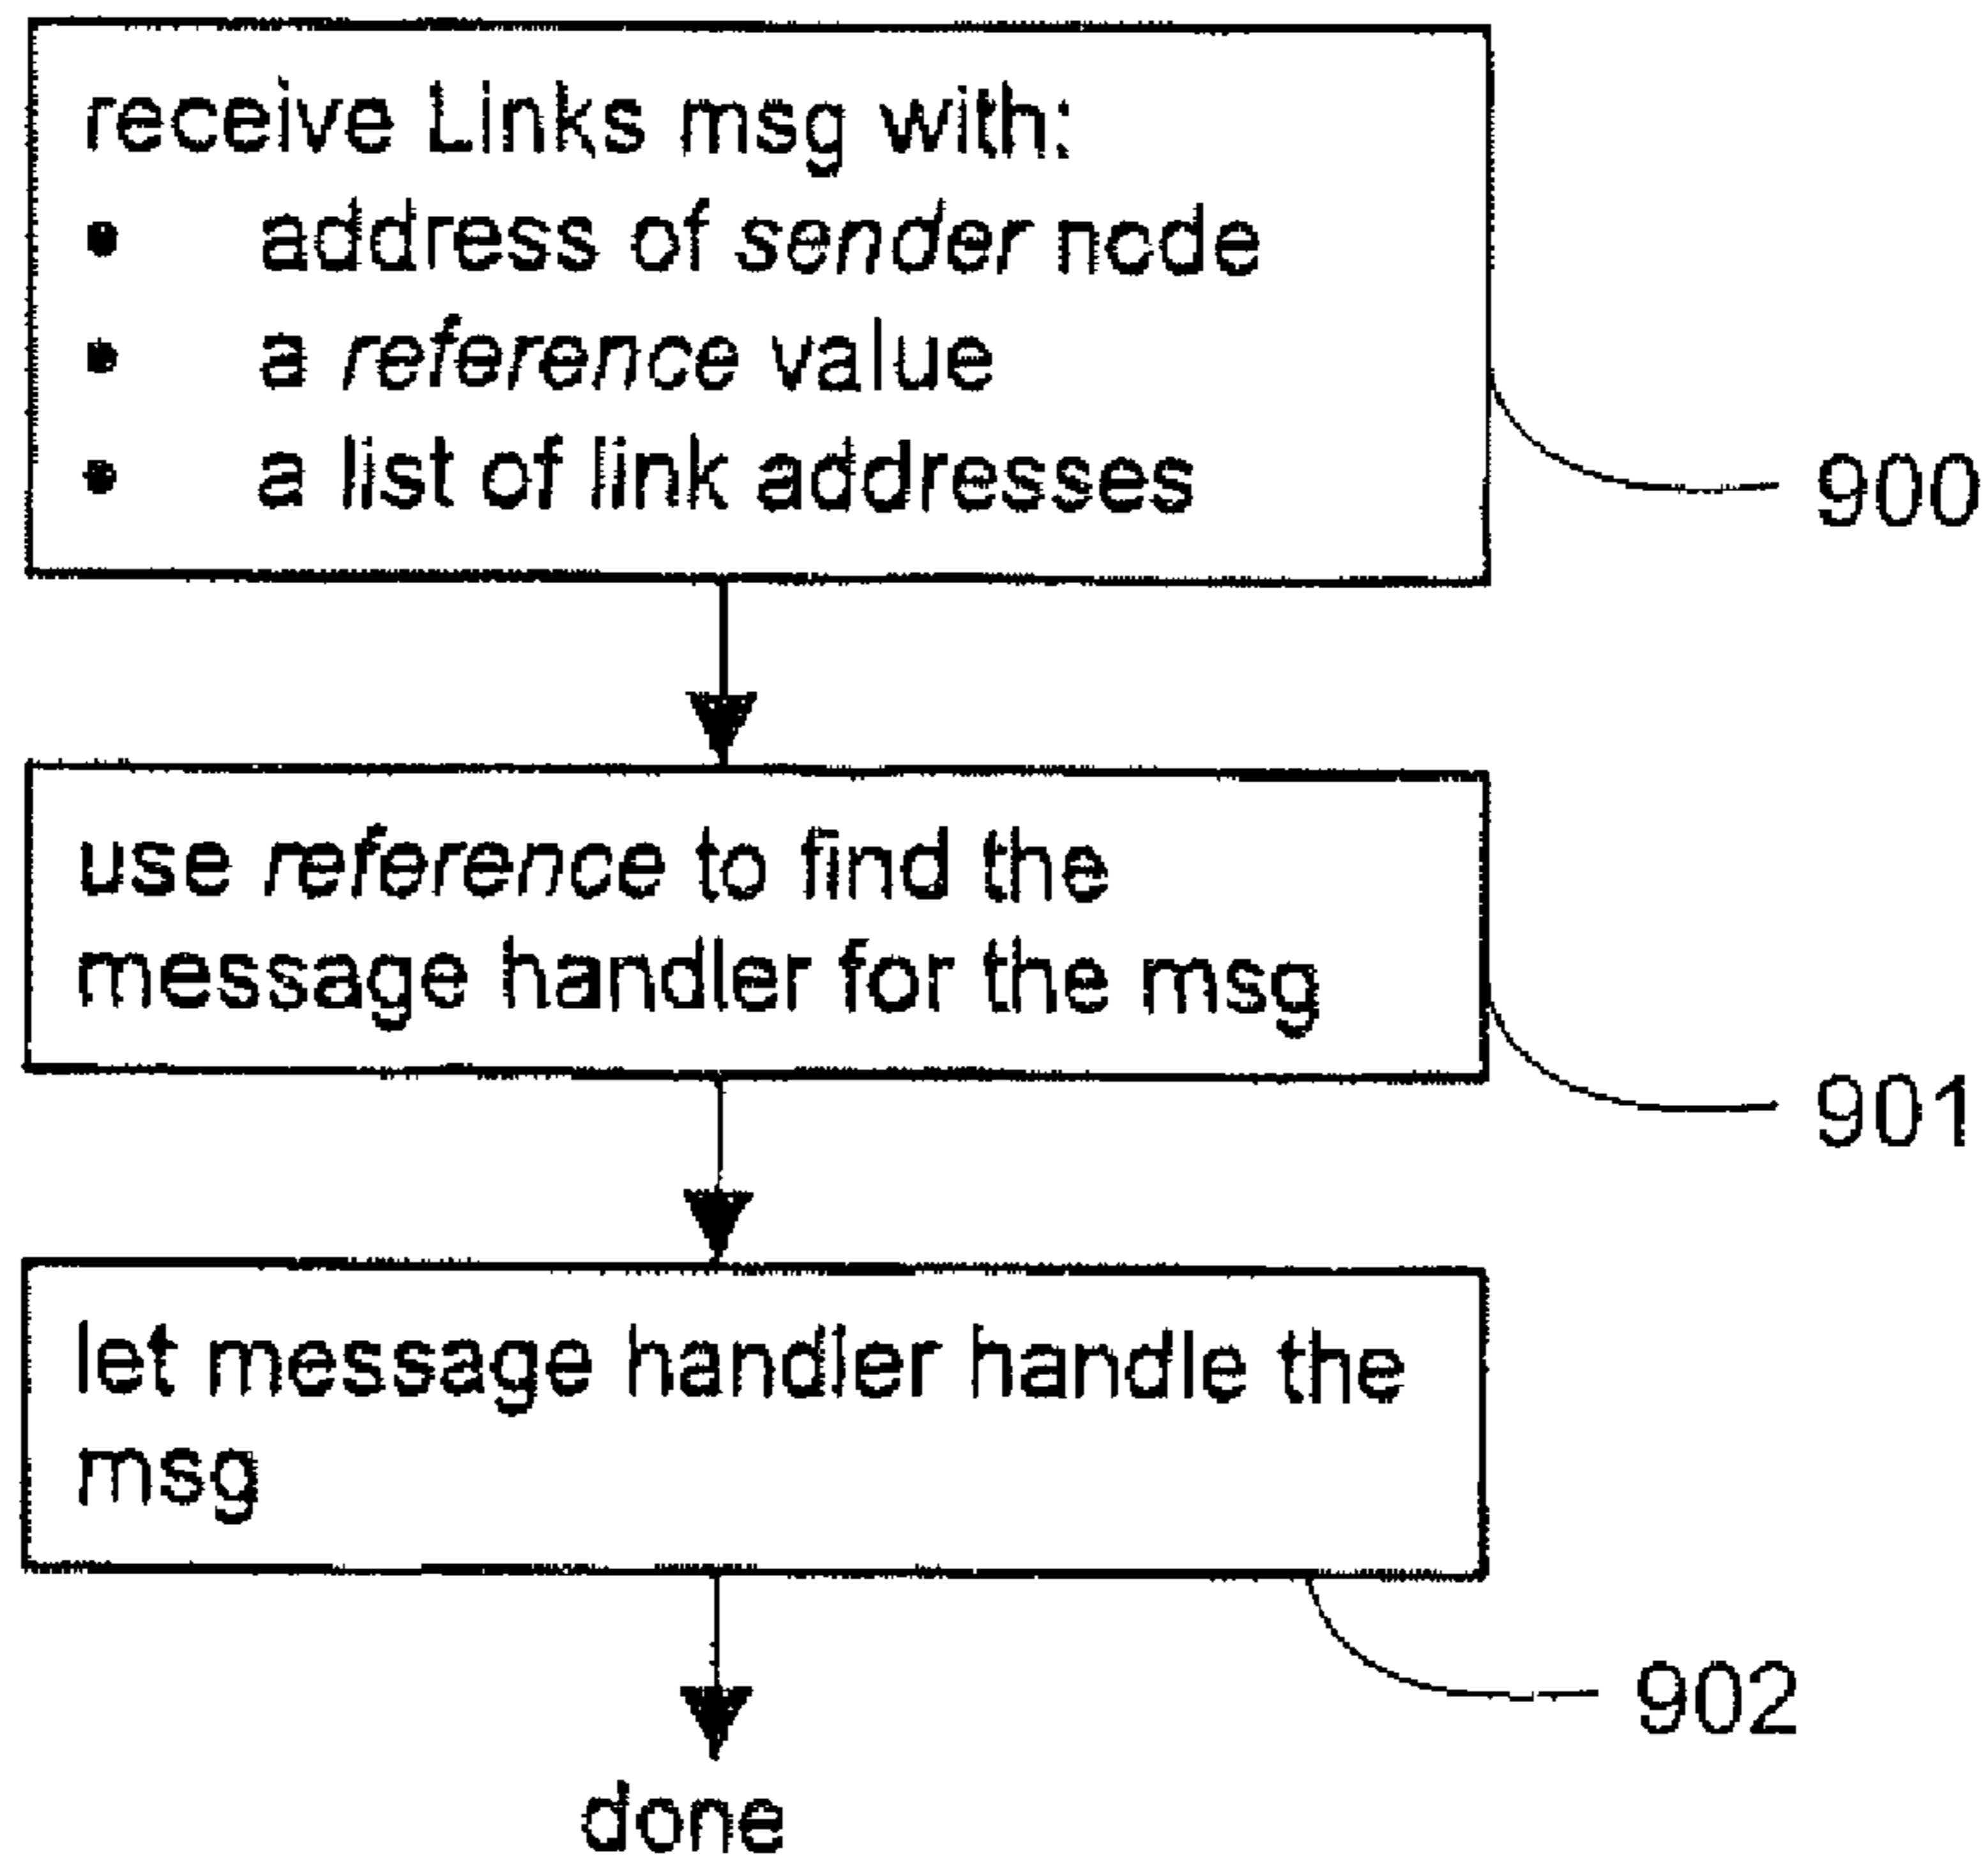 receive Links msg with:
• address of sender node
• a reference value
• a list of link addresses
900
use reference to find the
message handler for the msg
901
let message handler handle the
msg
902
done